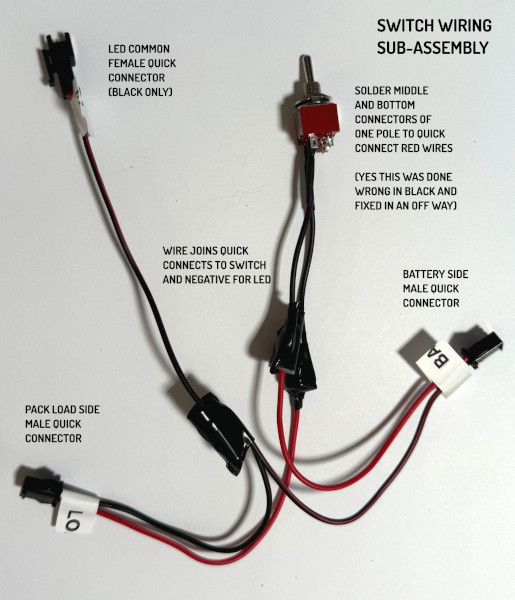 SWITCH WIRING
SUB-ASSEMBLY
LED COMMON
FEMALE QUICK
CONNECTOR
(BLACK ONLY)
SOLDER MIDDLE
AND BOTTOM
CONNECTORS OF
ONE POLE TO QUICK
CONNECT RED WIRES
(YES THIS WAS DONE
WRONG IN BLACK AND
FIXED IN AN OFF WAY)
WIRE JOINS QUICK
CONNECTS TO SWITCH
AND NEGATIVE FOR LED
BATTERY SIDE
MALE QUICK
CONNECTOR
BA
PACK LOAD SIDE
MALE QUICK
CONNECTOR
LO